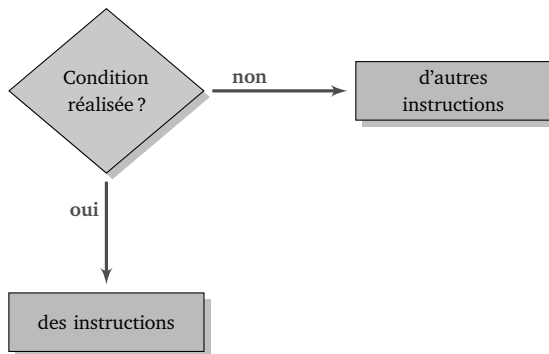 Condition
réalisée ?
non
d'autres
instructions
oui
des instructions